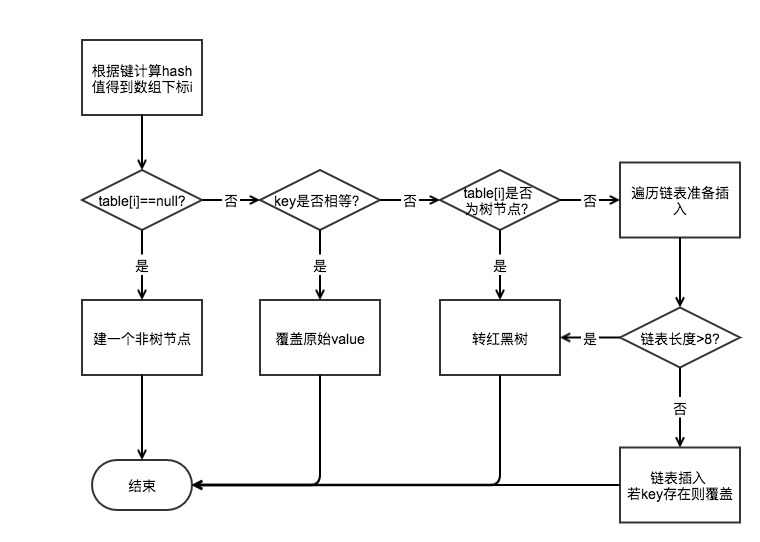 根据键计算hash
值得到数组下标i
table[i]==null?
否
key是否相等?
否
table[i]是否
为树节点?
否
遍历链表准备插
入
是
是
是
建一个非树节点
覆盖原始value
转红黑树
是
链表长度>8?
否
结束
链表插入
若key存在则覆盖